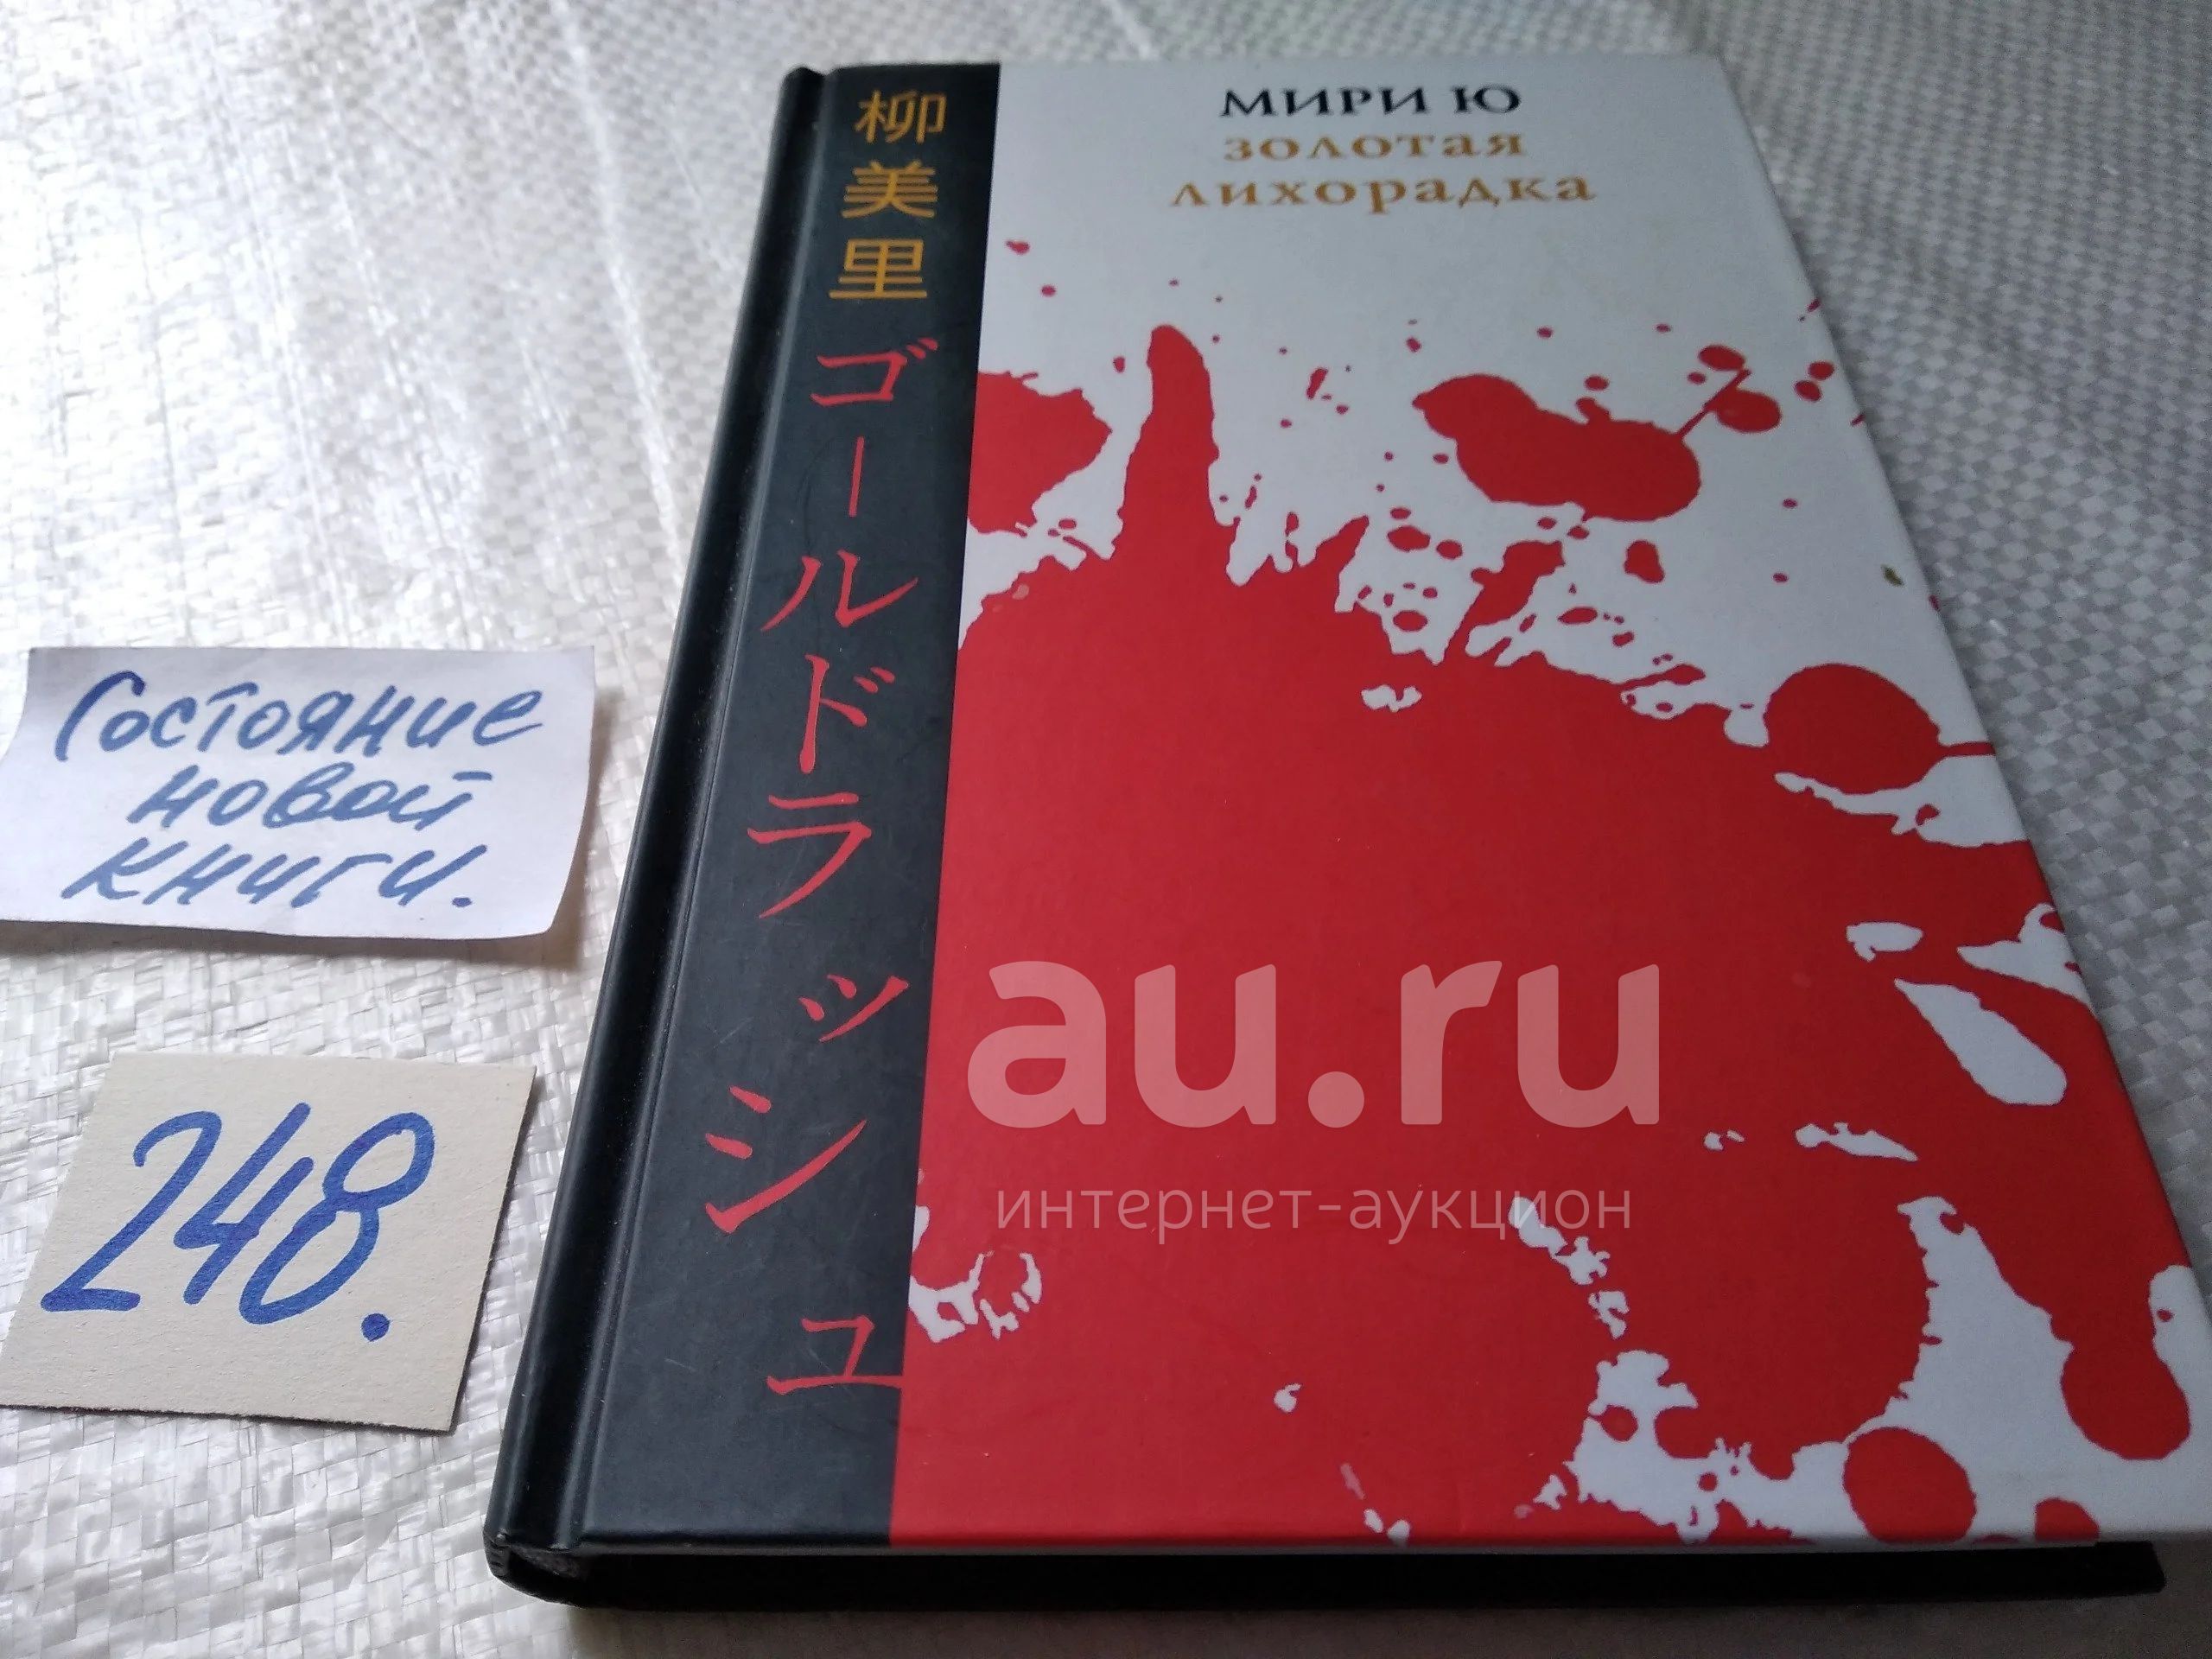 МИРИ Ю
золотая
лихорадка
柳美里
ゴールドラッシュ
Состояние
новой
книги.
248.
au.ru
интернет-аукцион